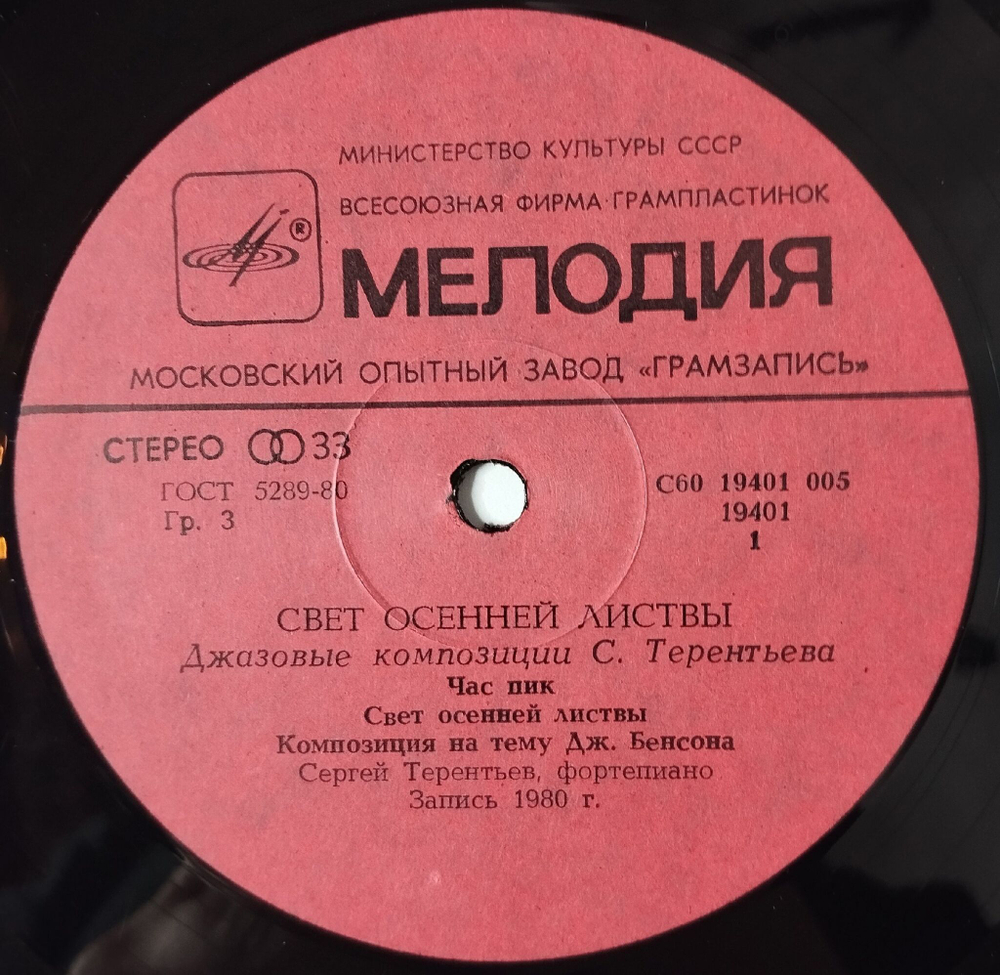 МИНИСТЕРСТВО КУЛЬТУРЫ СССР
ВСЕСОЮЗНАЯ ФИРМА ГРАМПЛАСТИНОК
®
МЕЛОДИЯ
МОСКОВСКИЙ ОПЫТНЫЙ ЗАВОД «ГРАМЗАПИСЬ»
СТЕРЕО 33
ГОСТ 5289-80
Гр. 3
С60 19401 005
19401
1
СВЕТ ОСЕННЕЙ ЛИСТВЫ
Джазовые композиции С. Терентьева
Час пик
Свет осенней листвы
Композиция на тему Дж. Бенсона
Сергей Терентьев, фортепиано
Запись 1980 г.